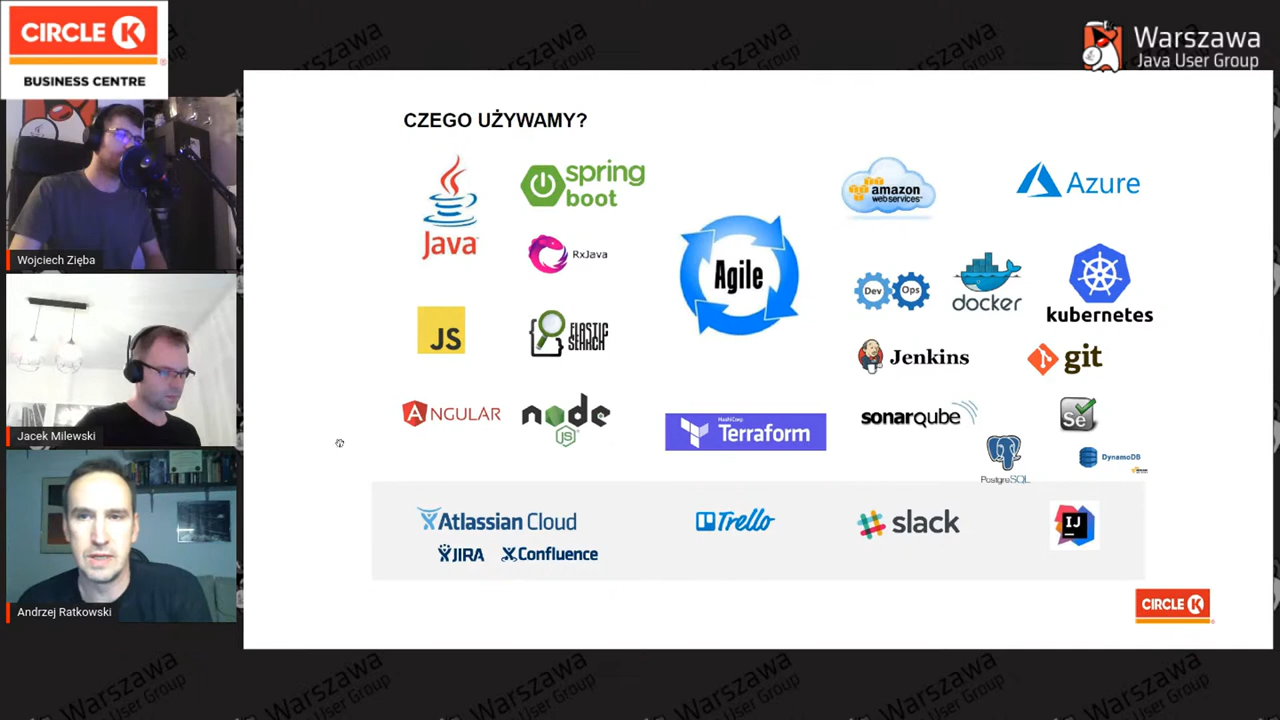 CIRCLE K
BUSINESS CENTRE
Warszawa
Java User Group
Wojciech Zięba
Jacek Milewski
Andrzej Ratkowski
CZEGO UŻYWAMY?
Java
spring
boot
RxJava
JS
ELASTIC
SEARCH
ANGULAR
node
JS
Agile
HashiCorp
Terraform
amazon
webservices
Azure
Dev Ops
docker
kubernetes
Jenkins
git
sonarqube
Se
PostgreSQL
DynamoDB
Atlassian Cloud
JIRA
Confluence
Trello
slack
IJ
CIRCLE K